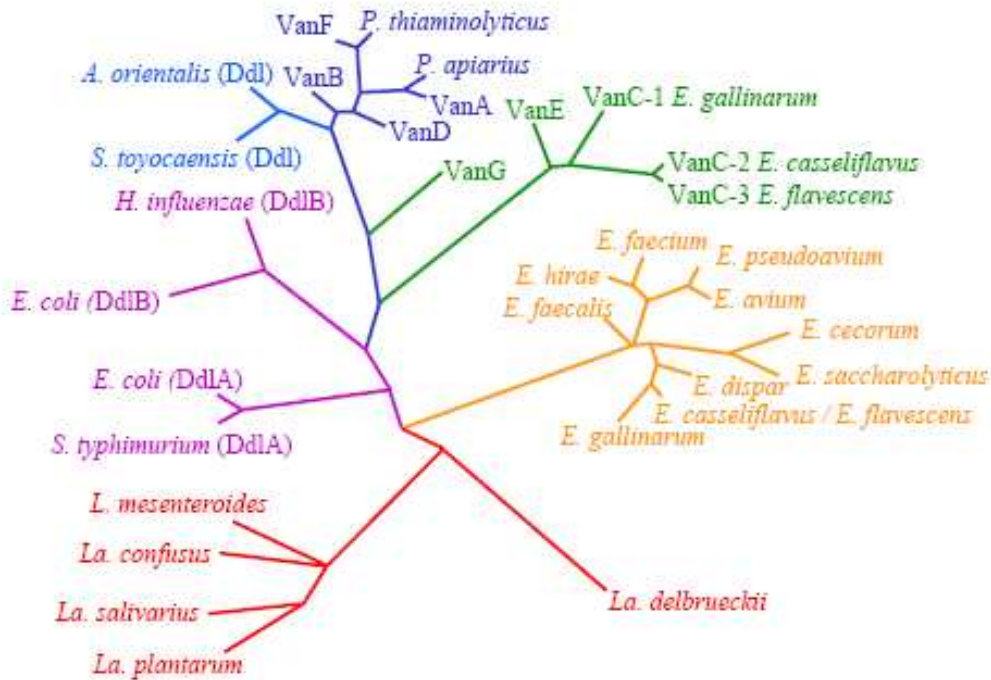 VanF
P. thiaminolyticus
A. orientalis (Ddl)
VanB
P. apiarius
VanA
VanD
S. toyocaensis (Ddl)
VanE
VanC-1 E. gallinarum
VanG
VanC-2 E. casseliflavus
VanC-3 E. flavescens
H. influenzae (DdlB)
E. coli (DdlB)
E. faecium
E. pseudoavium
E. hirae
E. avium
E. faecalis
E. cecorum
E. saccharolyticus
E. dispar
E. casseliflavus / E. flavescens
E. gallinarum
E. coli (DdlA)
S. typhimurium (DdlA)
L. mesenteroides
La. confusus
La. salivarius
La. plantarum
La. delbrueckii